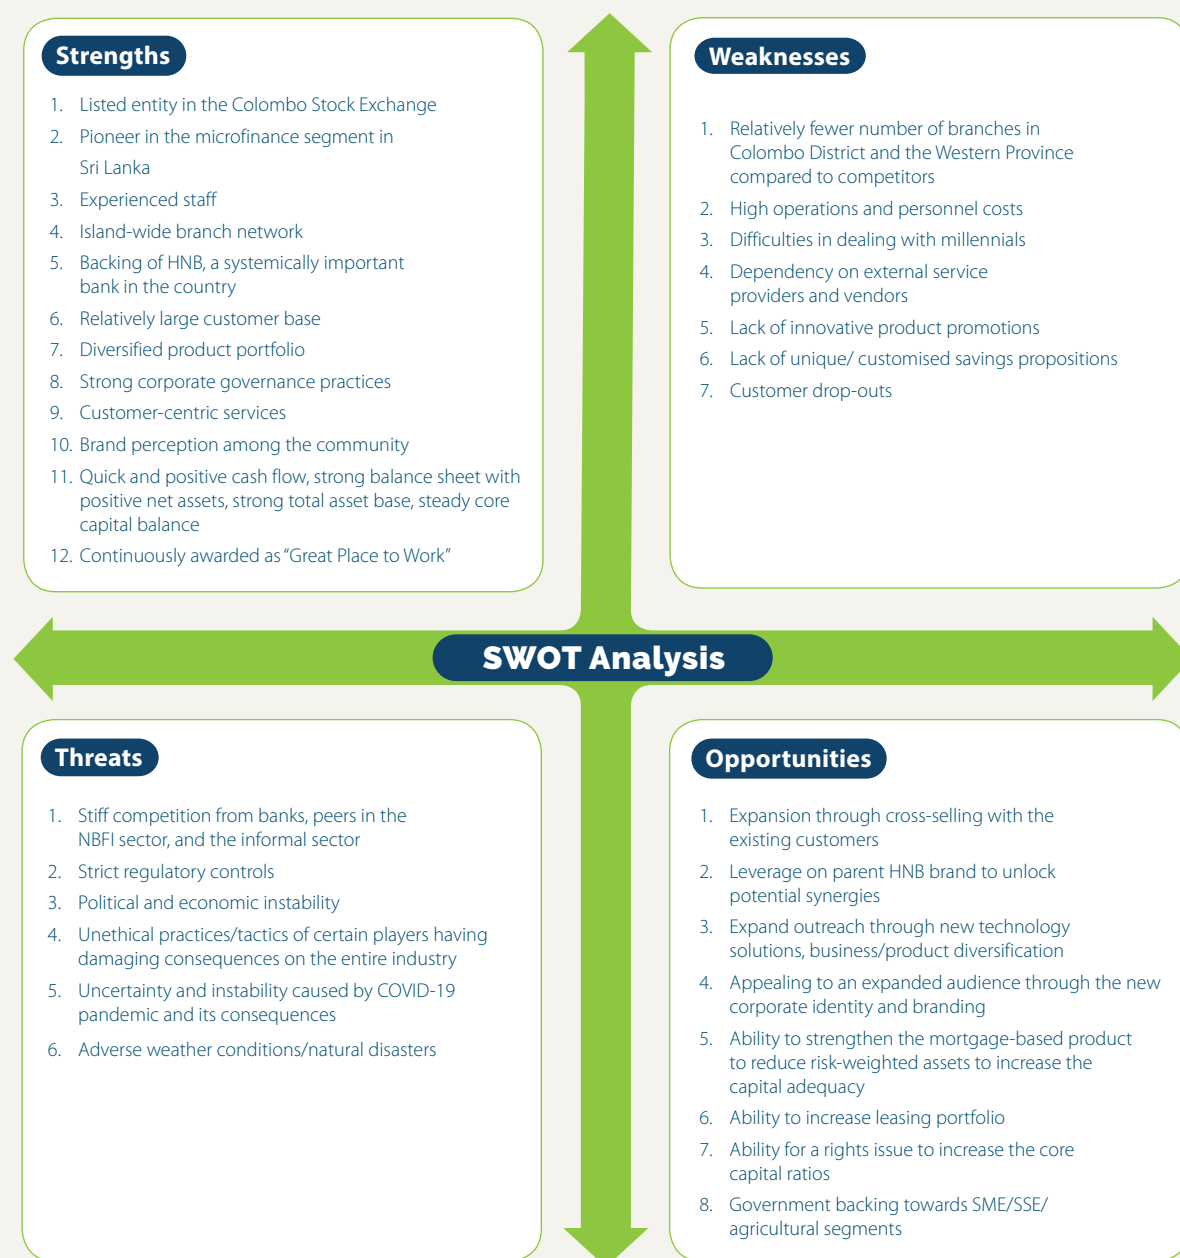 Strengths
1. Listed entity in the Colombo Stock Exchange
2. Pioneer in the microfinance segment in
Sri Lanka
3. Experienced staff
4. Island-wide branch network
5. Backing of HNB, a systemically important
bank in the country
6. Relatively large customer base
7. Diversified product portfolio
8. Strong corporate governance practices
9. Customer-centric services
10. Brand perception among the community
11. Quick and positive cash flow, strong balance sheet with
positive net assets, strong total asset base, steady core
capital balance
12. Continuously awarded as “Great Place to Work”
Weaknesses
1. Relatively fewer number of branches in
Colombo District and the Western Province
compared to competitors
2. High operations and personnel costs
3. Difficulties in dealing with millennials
4. Dependency on external service
providers and vendors
5. Lack of innovative product promotions
6. Lack of unique/ customised savings propositions
7. Customer drop-outs
SWOT Analysis
Threats
1. Stiff competition from banks, peers in the
NBFI sector, and the informal sector
2. Strict regulatory controls
3. Political and economic instability
4. Unethical practices/tactics of certain players having
damaging consequences on the entire industry
5. Uncertainty and instability caused by COVID-19
pandemic and its consequences
6. Adverse weather conditions/natural disasters
Opportunities
1. Expansion through cross-selling with the
existing customers
2. Leverage on parent HNB brand to unlock
potential synergies
3. Expand outreach through new technology
solutions, business/product diversification
4. Appealing to an expanded audience through the new
corporate identity and branding
5. Ability to strengthen the mortgage-based product
to reduce risk-weighted assets to increase the
capital adequacy
6. Ability to increase leasing portfolio
7. Ability for a rights issue to increase the core
capital ratios
8. Government backing towards SME/SSE/
agricultural segments